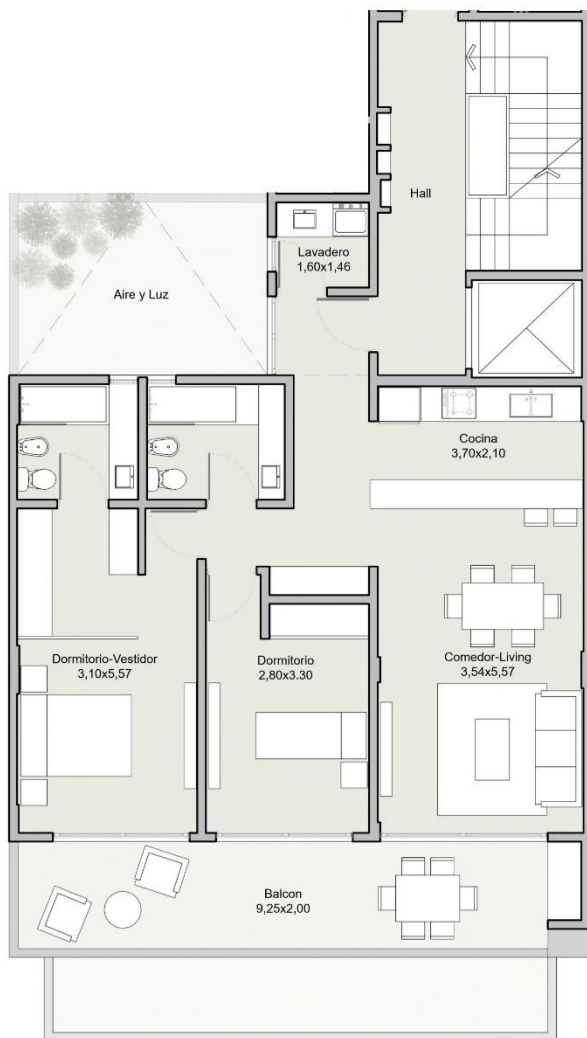 Hall
Lavadero
1,60x1,46
Aire y Luz
Cocina
3,70x2,10
Dormitorio-Vestidor
3,10x5,57
Dormitorio
2,80x3.30
Comedor-Living
3,54x5,57
Balcon
9,25x2,00